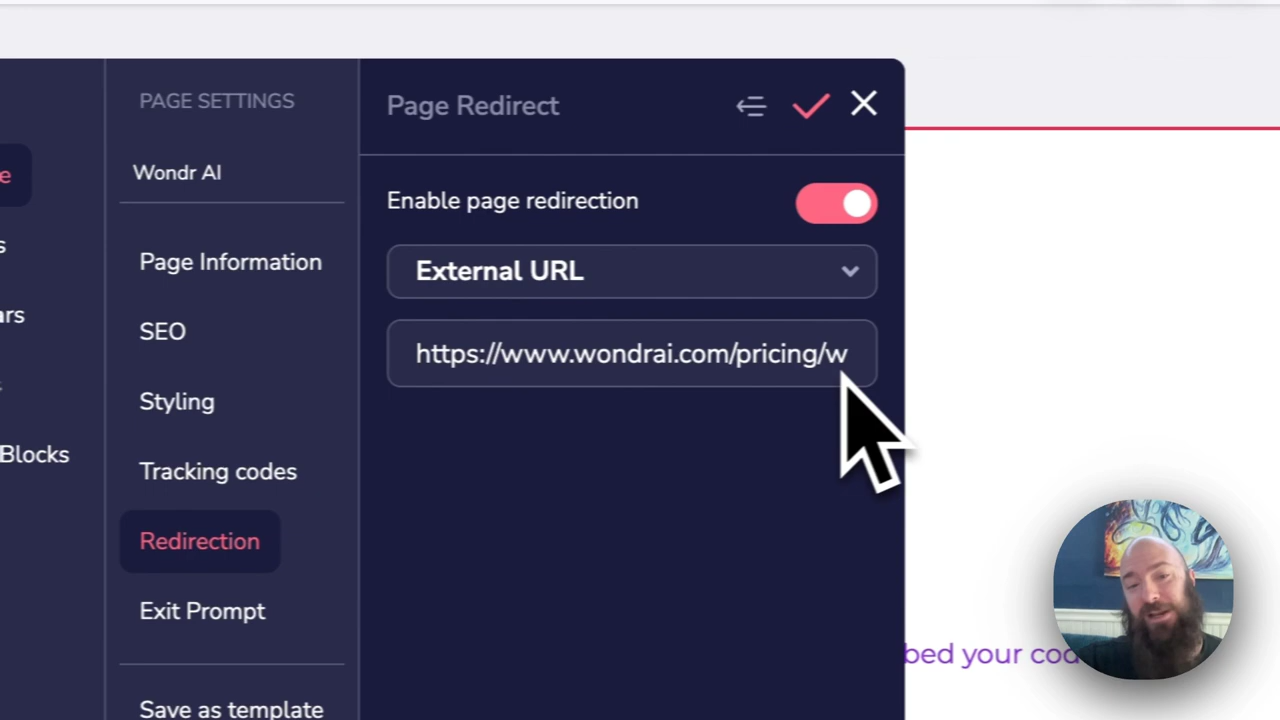 PAGE SETTINGS
Wondr AI
Page Information
SEO
Styling
Tracking codes
Redirection
Exit Prompt
Save as template
Blocks
Page Redirect
Enable page redirection
External URL
https://www.wondrai.com/pricing/w
bed your cod